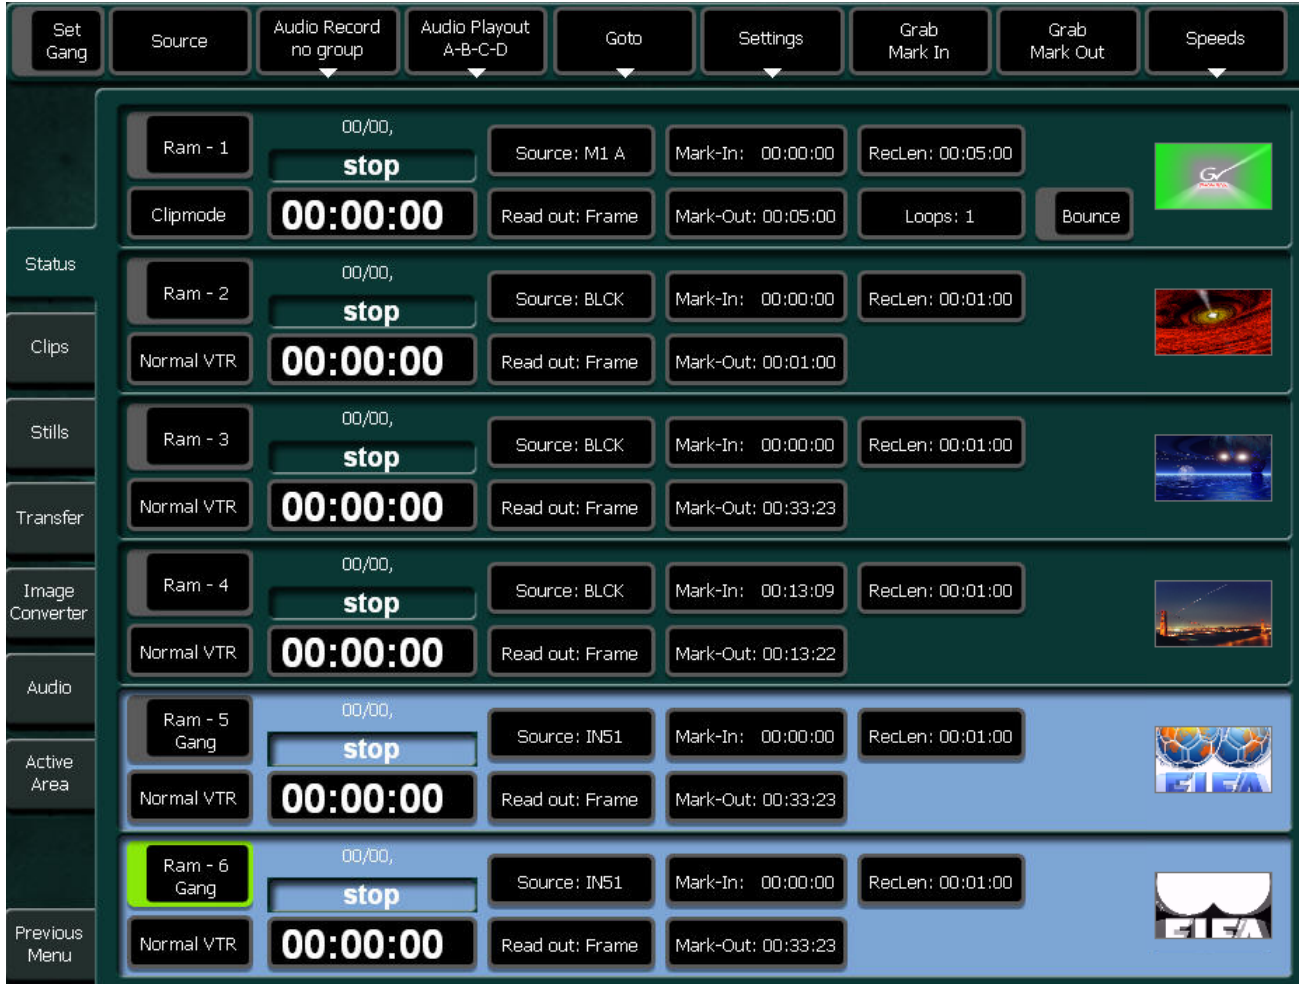 Set
Gang
Source
Audio Record
no group
Audio Playout
A-B-C-D
Goto
Settings
Grab
Mark In
Grab
Mark Out
Speeds
Status
Clips
Stills
Transfer
Image
Converter
Audio
Active
Area
Previous
Menu
Ram - 1
00/00,
stop
Source: M1 A
Mark-In: 00:00:00
RecLen: 00:05:00
Clipmode
00:00:00
Read out: Frame
Mark-Out: 00:05:00
Loops: 1
Bounce
Ram - 2
00/00,
stop
Source: BLCK
Mark-In: 00:00:00
RecLen: 00:01:00
Normal VTR
00:00:00
Read out: Frame
Mark-Out: 00:01:00
Ram - 3
00/00,
stop
Source: BLCK
Mark-In: 00:00:00
RecLen: 00:01:00
Normal VTR
00:00:00
Read out: Frame
Mark-Out: 00:33:23
Ram - 4
00/00,
stop
Source: BLCK
Mark-In: 00:13:09
RecLen: 00:01:00
Normal VTR
00:00:00
Read out: Frame
Mark-Out: 00:13:22
Ram - 5
Gang
00/00,
stop
Source: IN51
Mark-In: 00:00:00
RecLen: 00:01:00
Normal VTR
00:00:00
Read out: Frame
Mark-Out: 00:33:23
FIFA
Ram - 6
Gang
00/00,
stop
Source: IN51
Mark-In: 00:00:00
RecLen: 00:01:00
Normal VTR
00:00:00
Read out: Frame
Mark-Out: 00:33:23
FIFA